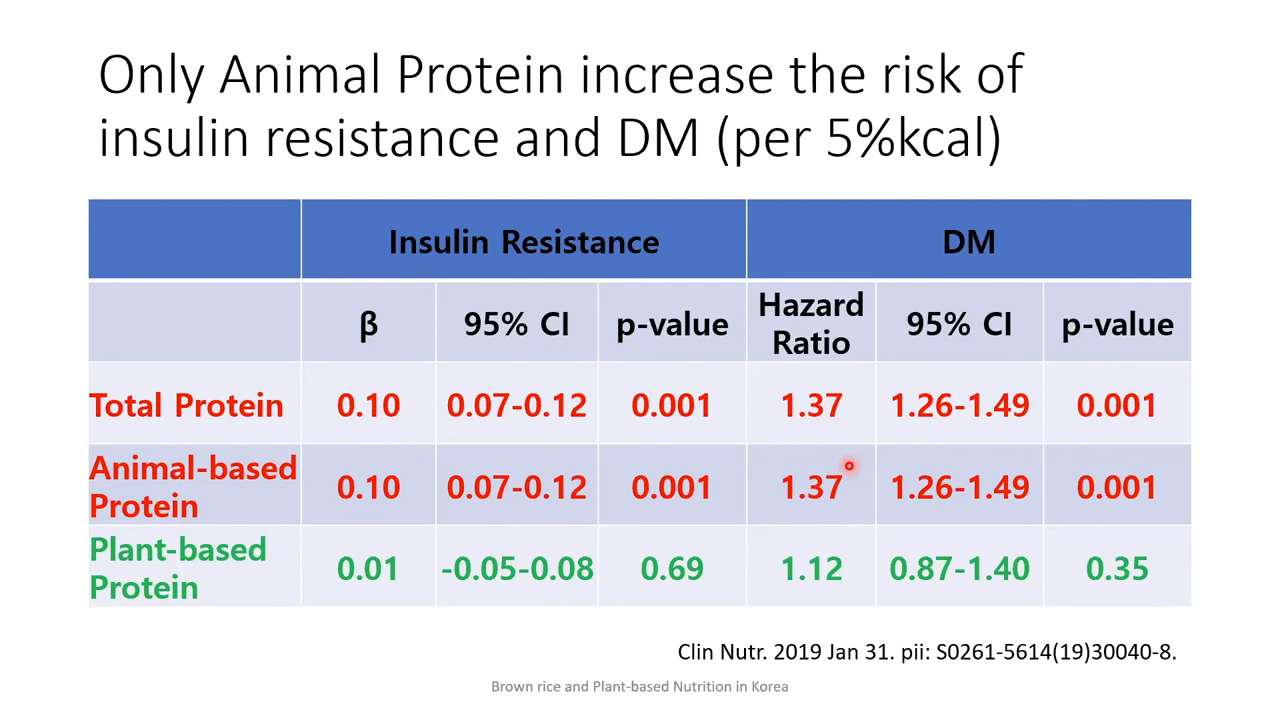 Only Animal Protein increase the risk of
insulin resistance and DM (per 5%kcal)
Insulin Resistance DM
β 95% CI p-value Hazard Ratio 95% CI p-value
Total Protein 0.10 0.07-0.12 0.001 1.37 1.26-1.49 0.001
Animal-based Protein 0.10 0.07-0.12 0.001 1.37 1.26-1.49 0.001
Plant-based Protein 0.01 -0.05-0.08 0.69 1.12 0.87-1.40 0.35
Clin Nutr. 2019 Jan 31. pii: S0261-5614(19)30040-8.
Brown rice and Plant-based Nutrition in Korea